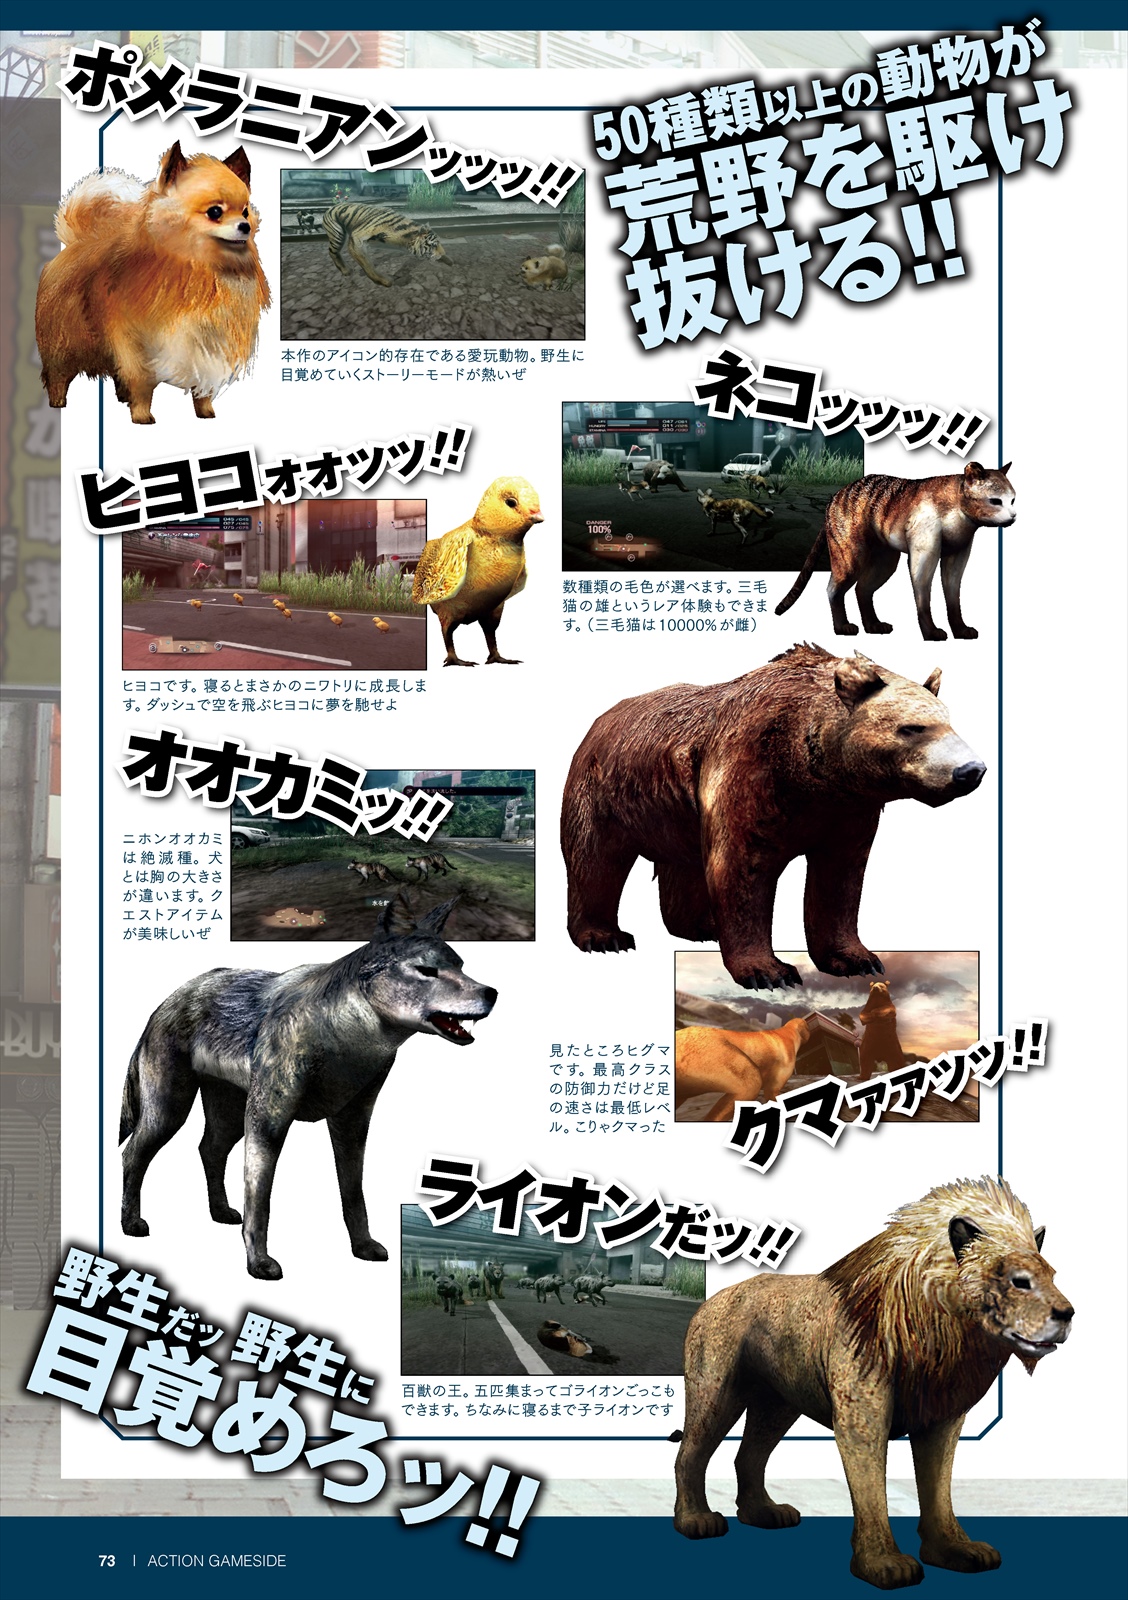 50種類以上の動物が
荒野を駆け
抜ける!!
ポメラニアンッッッ!!
本作のアイコン的存在である愛玩動物。野生に
目覚めていくストーリーモードが熱いぜ
ネコッッッ!!
DANGER
100%
数種類の毛色が選べます。三毛
猫の雄というレア体験もできま
す。（三毛猫は10000％が雌）
ヒヨコォオツツ!!
ヒヨコです。寝るとまさかのニワトリに成長しま
す。ダッシュで空を飛ぶヒヨコに夢を馳せよ
オオカミッ!!
ニホンオオカミ
は絶滅種。犬
とは胸の大きさ
が違います。ク
エストアイテム
が美味しいぜ
見たところヒグマ
です。最高クラス
の防御力だけど足
の速さは最低レベ
ル。こりゃクマった
クマァアッツ!!
ライオンだッ!!
百獣の王。五匹集まってゴライオンごっこも
できます。ちなみに寝るまで子ライオンです
野生だッ 野生に
目覚めろッ!!
BUY
73 | ACTION GAMESIDE